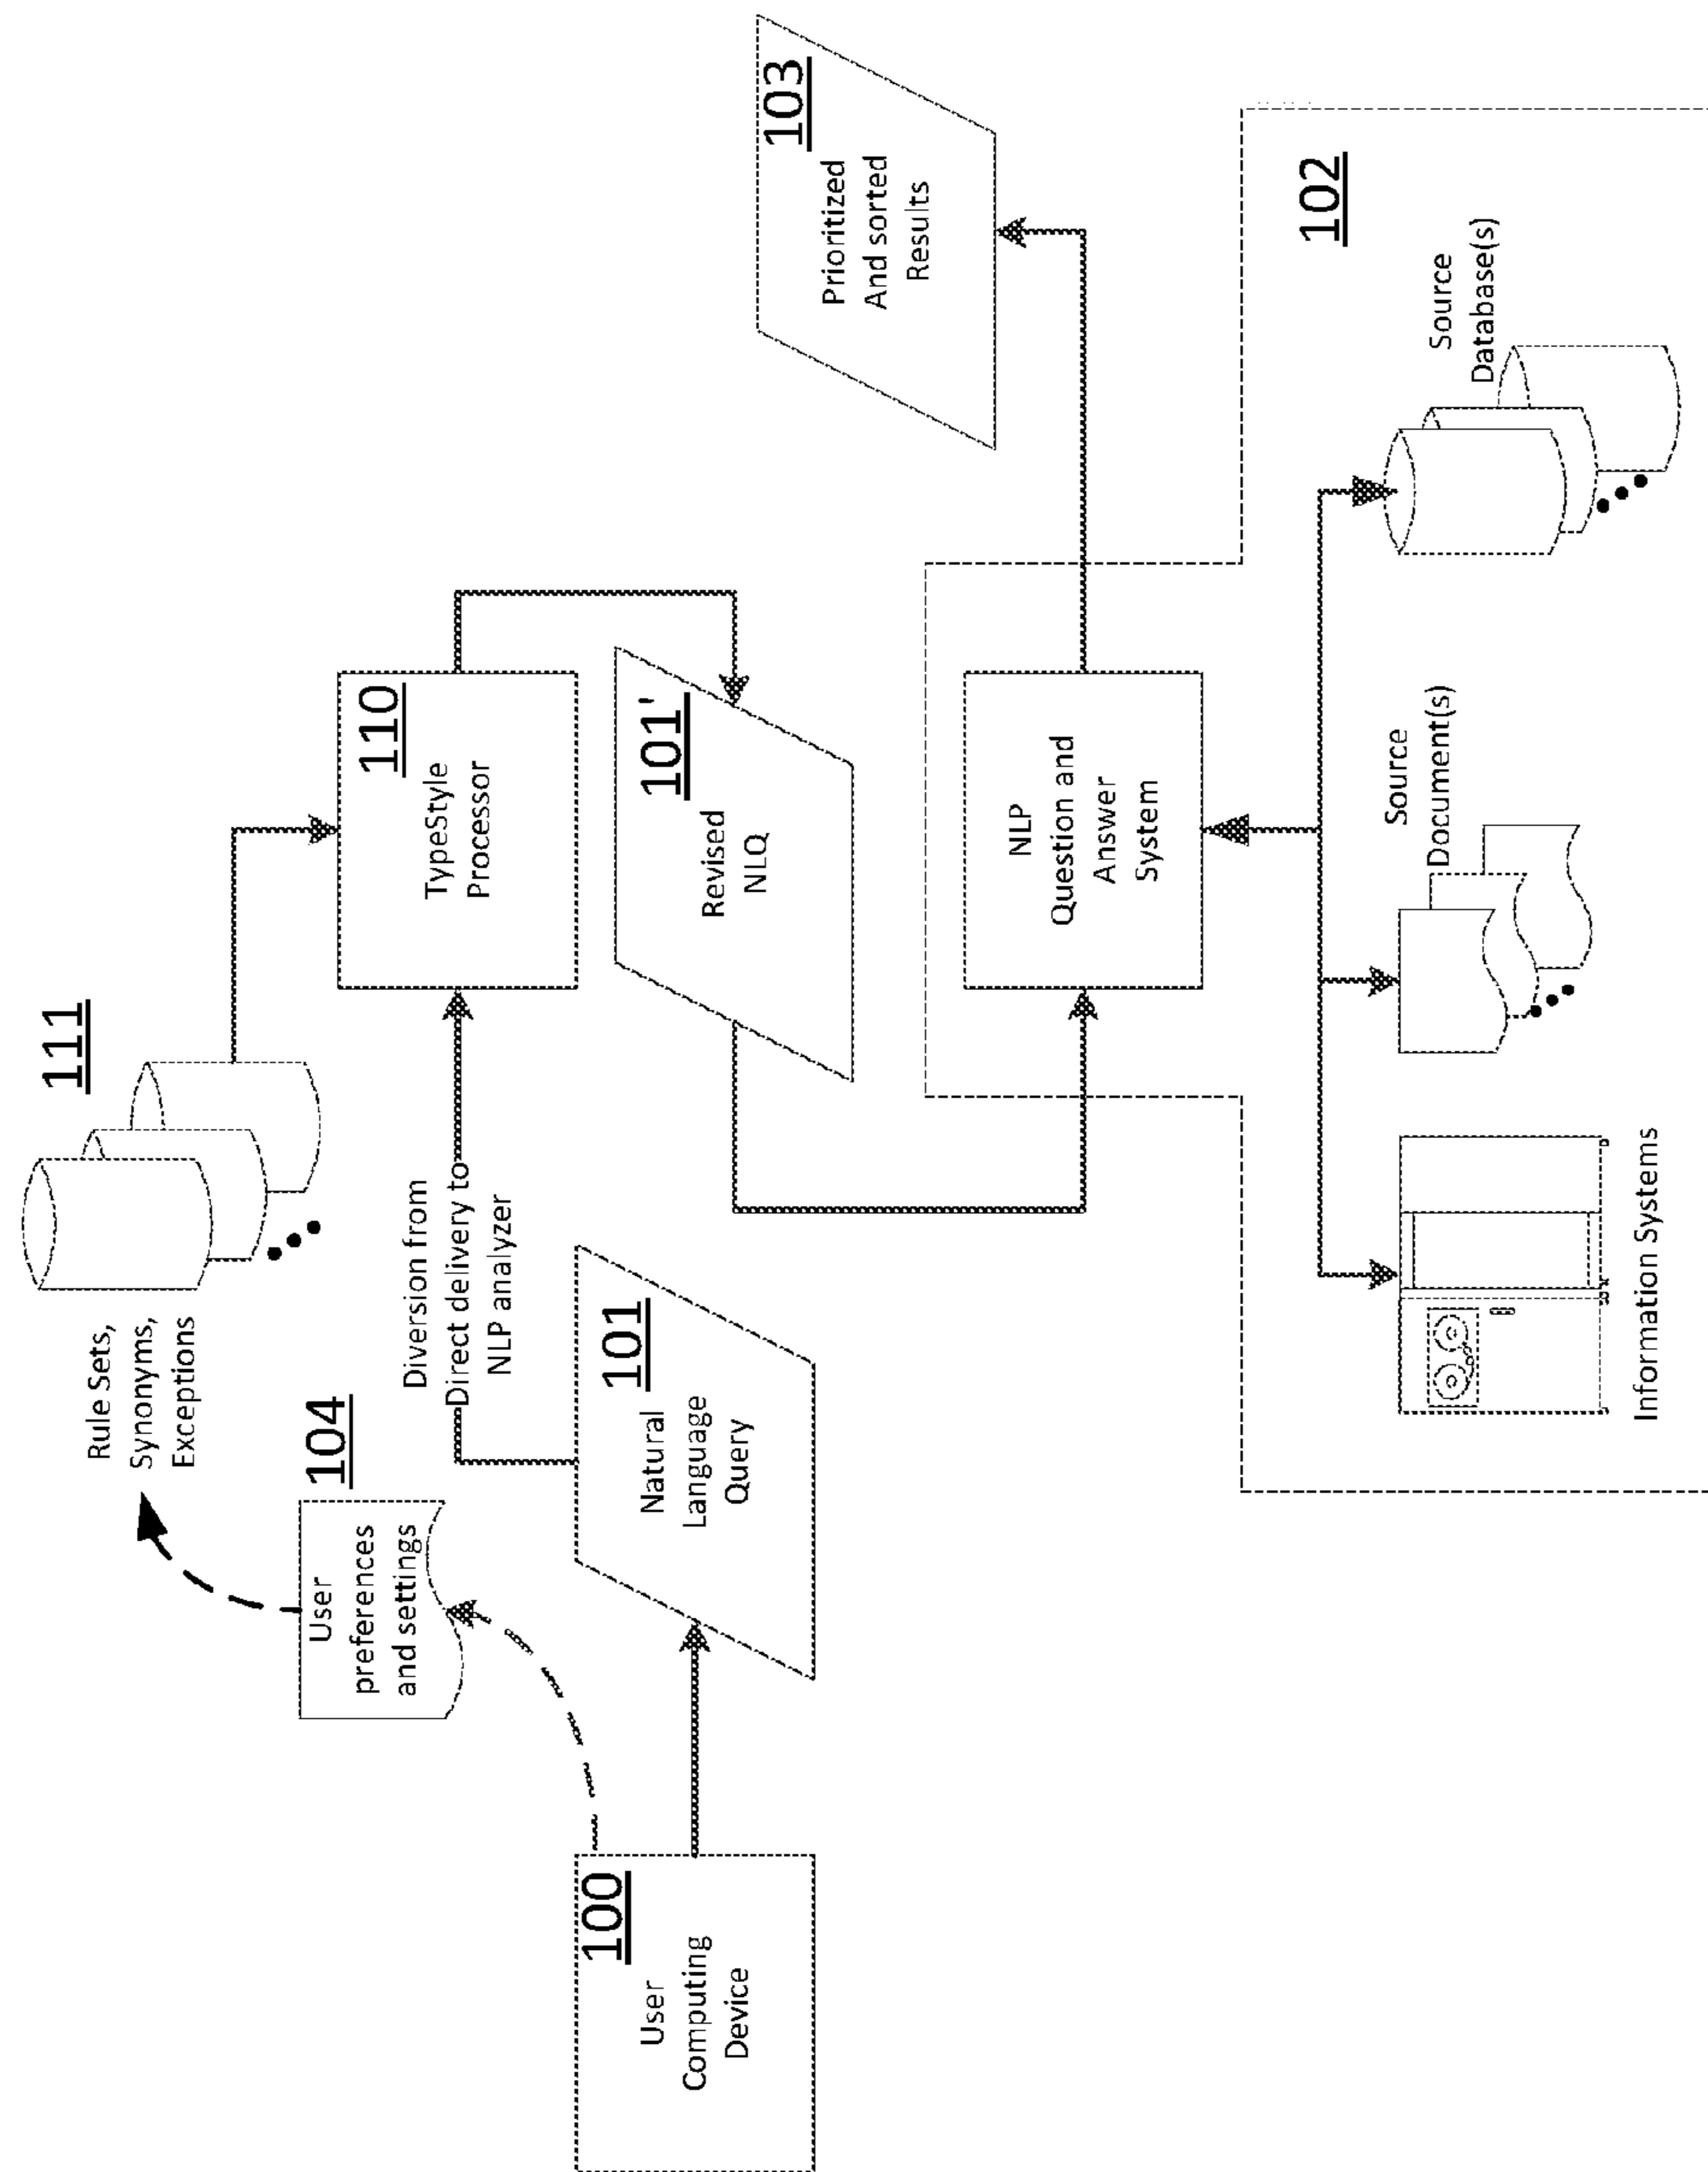 111
Rule Sets,
Synonyms,
Exceptions
104
User
preferences
and settings
Diversion from
Direct delivery to
NLP analyzer
110
TypeStyle
Processor
100
User
Computing
Device
101
Natural
Language
Query
101'
Revised
NLQ
103
Prioritized
And sorted
Results
NLP
Question and
Answer
System
102
Information Systems
Source
Document(s)
Source
Database(s)